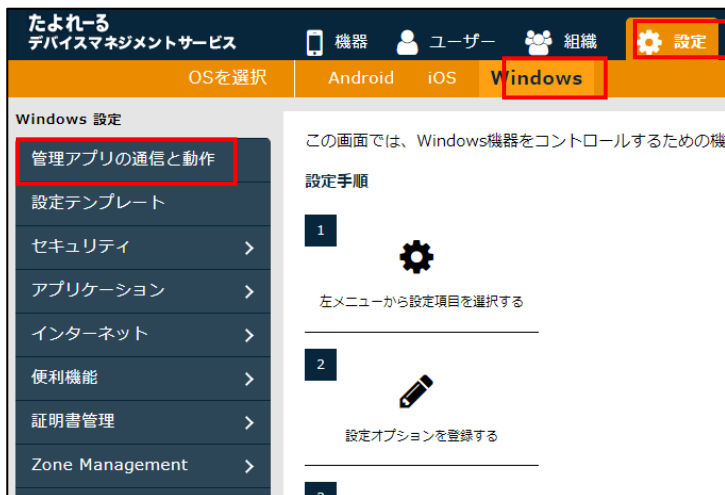 たよれーる
デバイスマネジメントサービス
機器 ユーザー 組織 設定
OSを選択 Android iOS Windows
Windows 設定
管理アプリの通信と動作
設定テンプレート
セキュリティ
アプリケーション
インターネット
便利機能
証明書管理
Zone Management
この画面では、Windows機器をコントロールするための機
設定手順
1
左メニューから設定項目を選択する
2
設定オプションを登録する